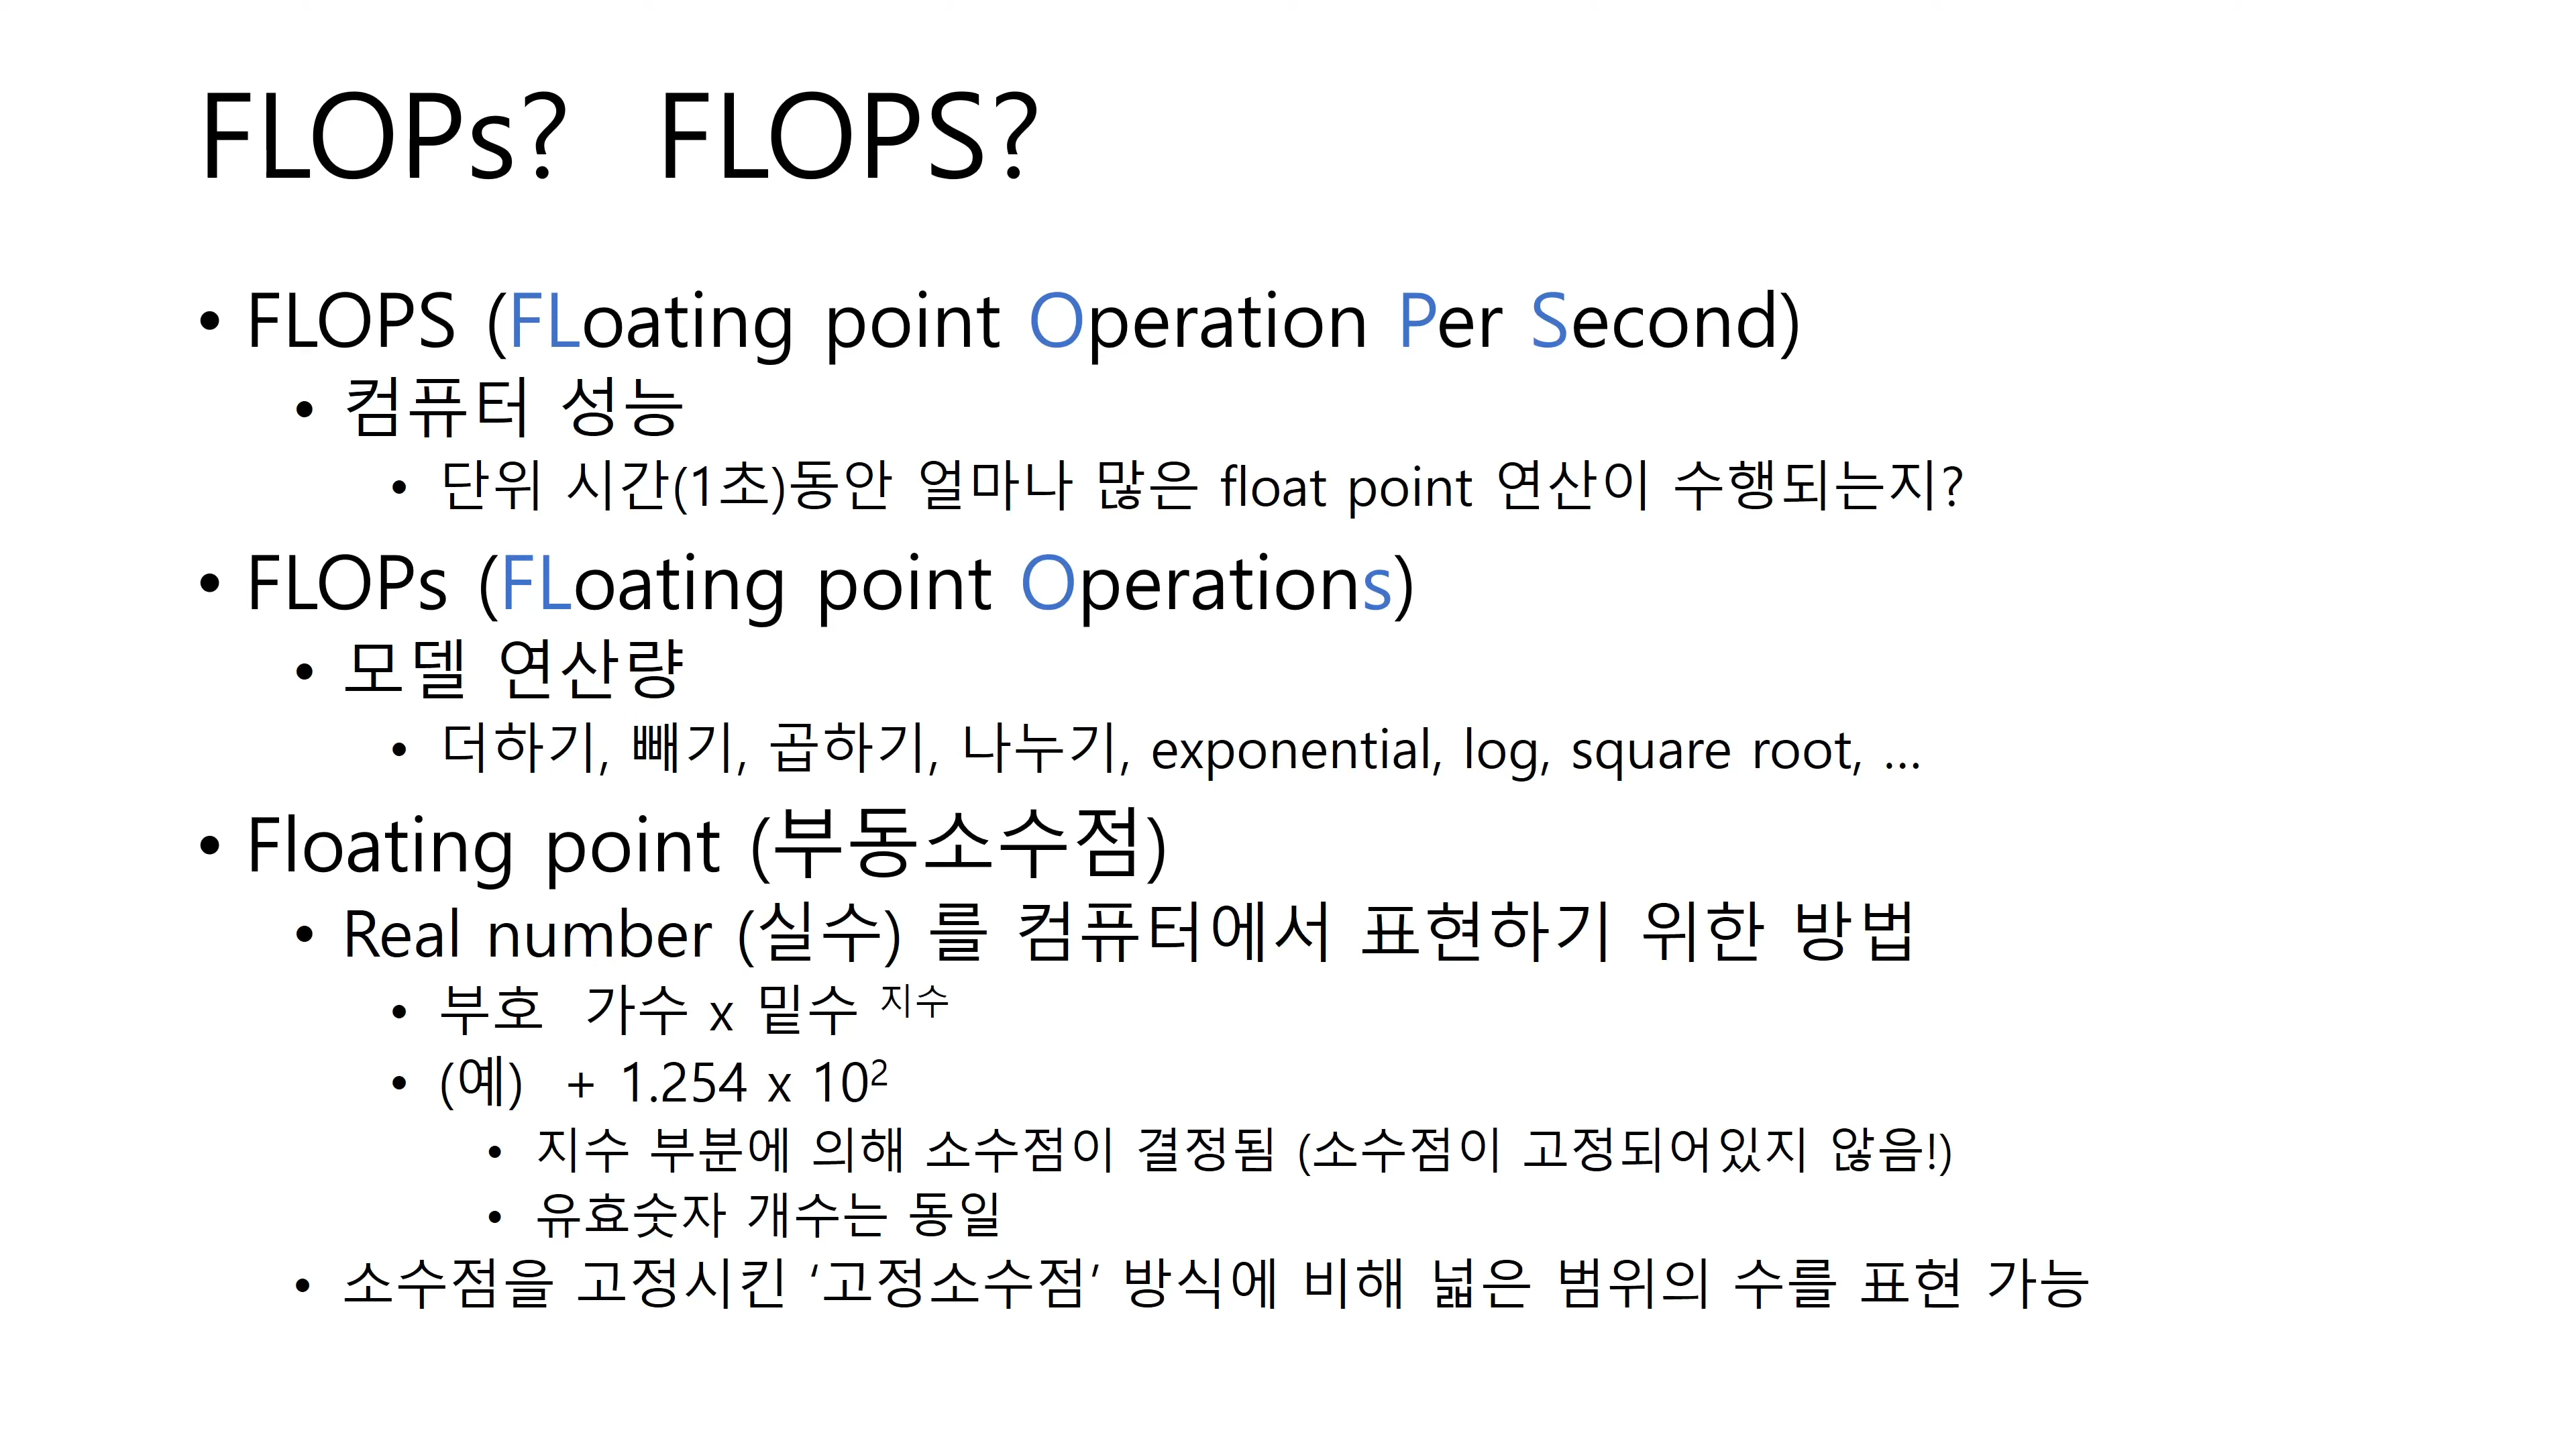 FLOPs? FLOPS?
• FLOPS (FLoating point Operation Per Second)
• 컴퓨터 성능
• 단위 시간(1초)동안 얼마나 많은 float point 연산이 수행되는지?
• FLOPs (FLoating point Operations)
• 모델 연산량
• 더하기, 빼기, 곱하기, 나누기, exponential, log, square root, ...
• Floating point (부동소수점)
• Real number (실수) 를 컴퓨터에서 표현하기 위한 방법
• 부호 가수 x 밑수 지수
• (예) + 1.254 x 10²
• 지수 부분에 의해 소수점이 결정됨 (소수점이 고정되어있지 않음!)
• 유효숫자 개수는 동일
• 소수점을 고정시킨 ‘고정소수점’ 방식에 비해 넓은 범위의 수를 표현 가능